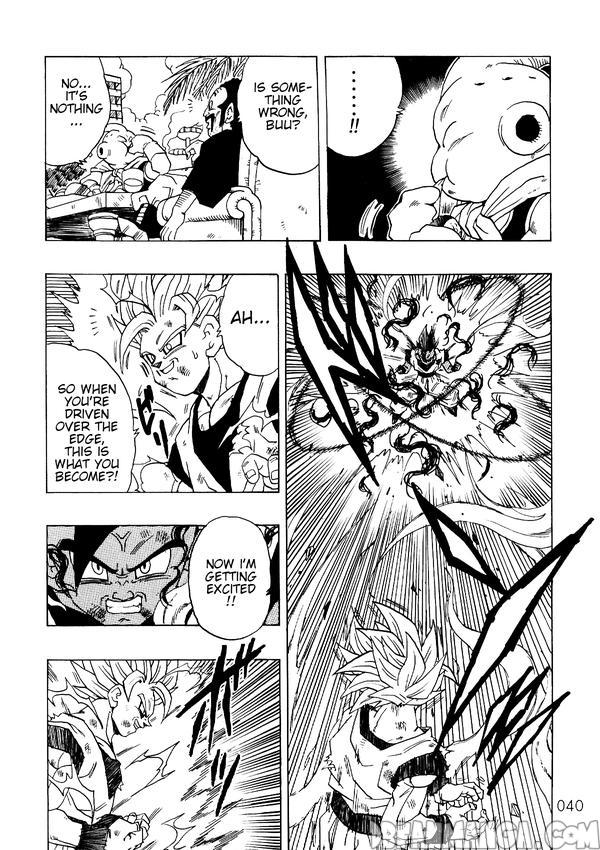 ......
!!
IS SOME-
THING
WRONG,
BUU?
NO...
IT'S
NOTHING
...
AH...
SO WHEN
YOU'RE
DRIVEN
OVER THE
EDGE,
THIS IS
WHAT YOU
BECOME?!
NOW I'M
GETTING
EXCITED
!!
040